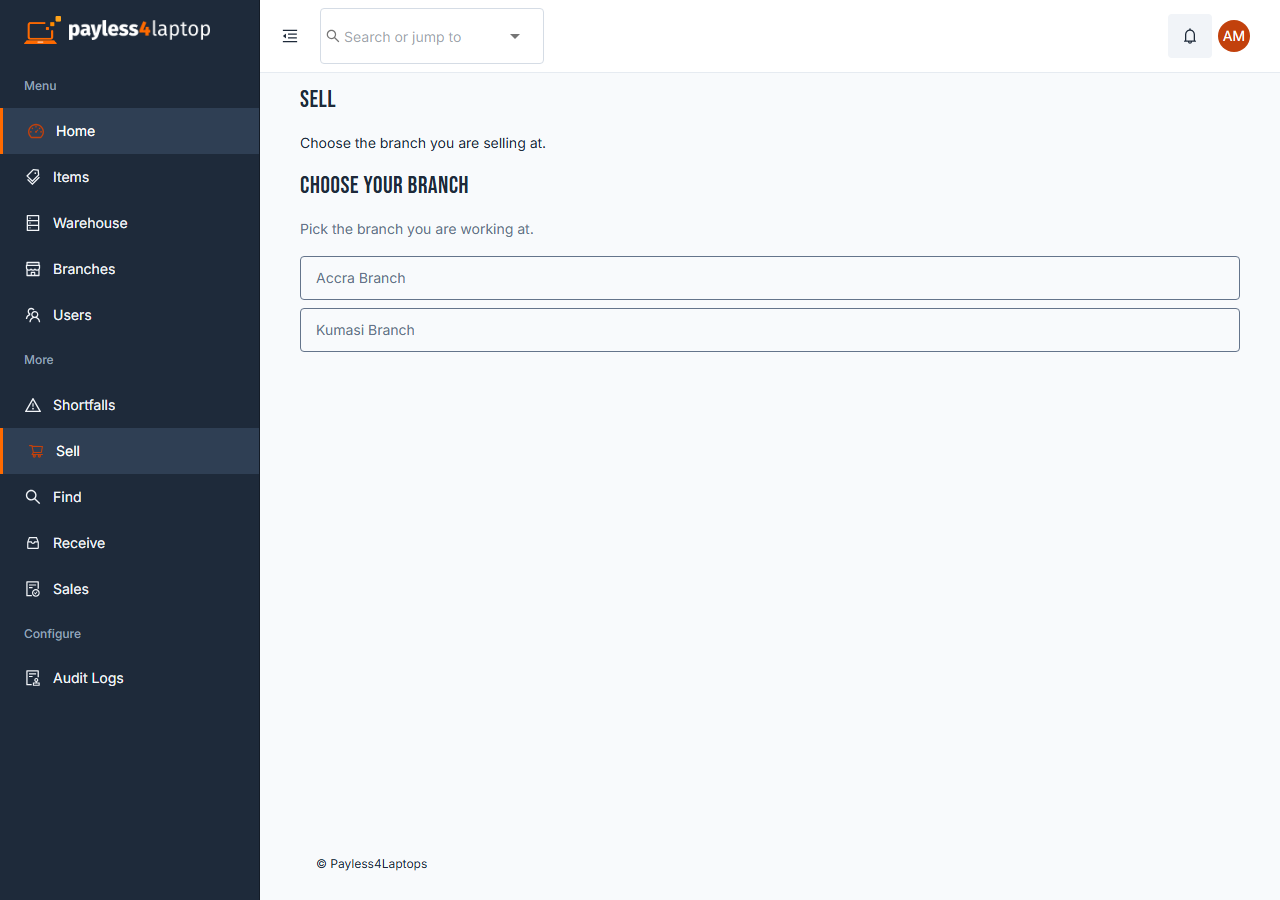 payless4laptop
Search or jump to
AM
Menu
Home
Items
Warehouse
Branches
Users
More
Shortfalls
Sell
Find
Receive
Sales
Configure
Audit Logs
SELL
Choose the branch you are selling at.
CHOOSE YOUR BRANCH
Pick the branch you are working at.
Accra Branch
Kumasi Branch
© Payless4Laptops